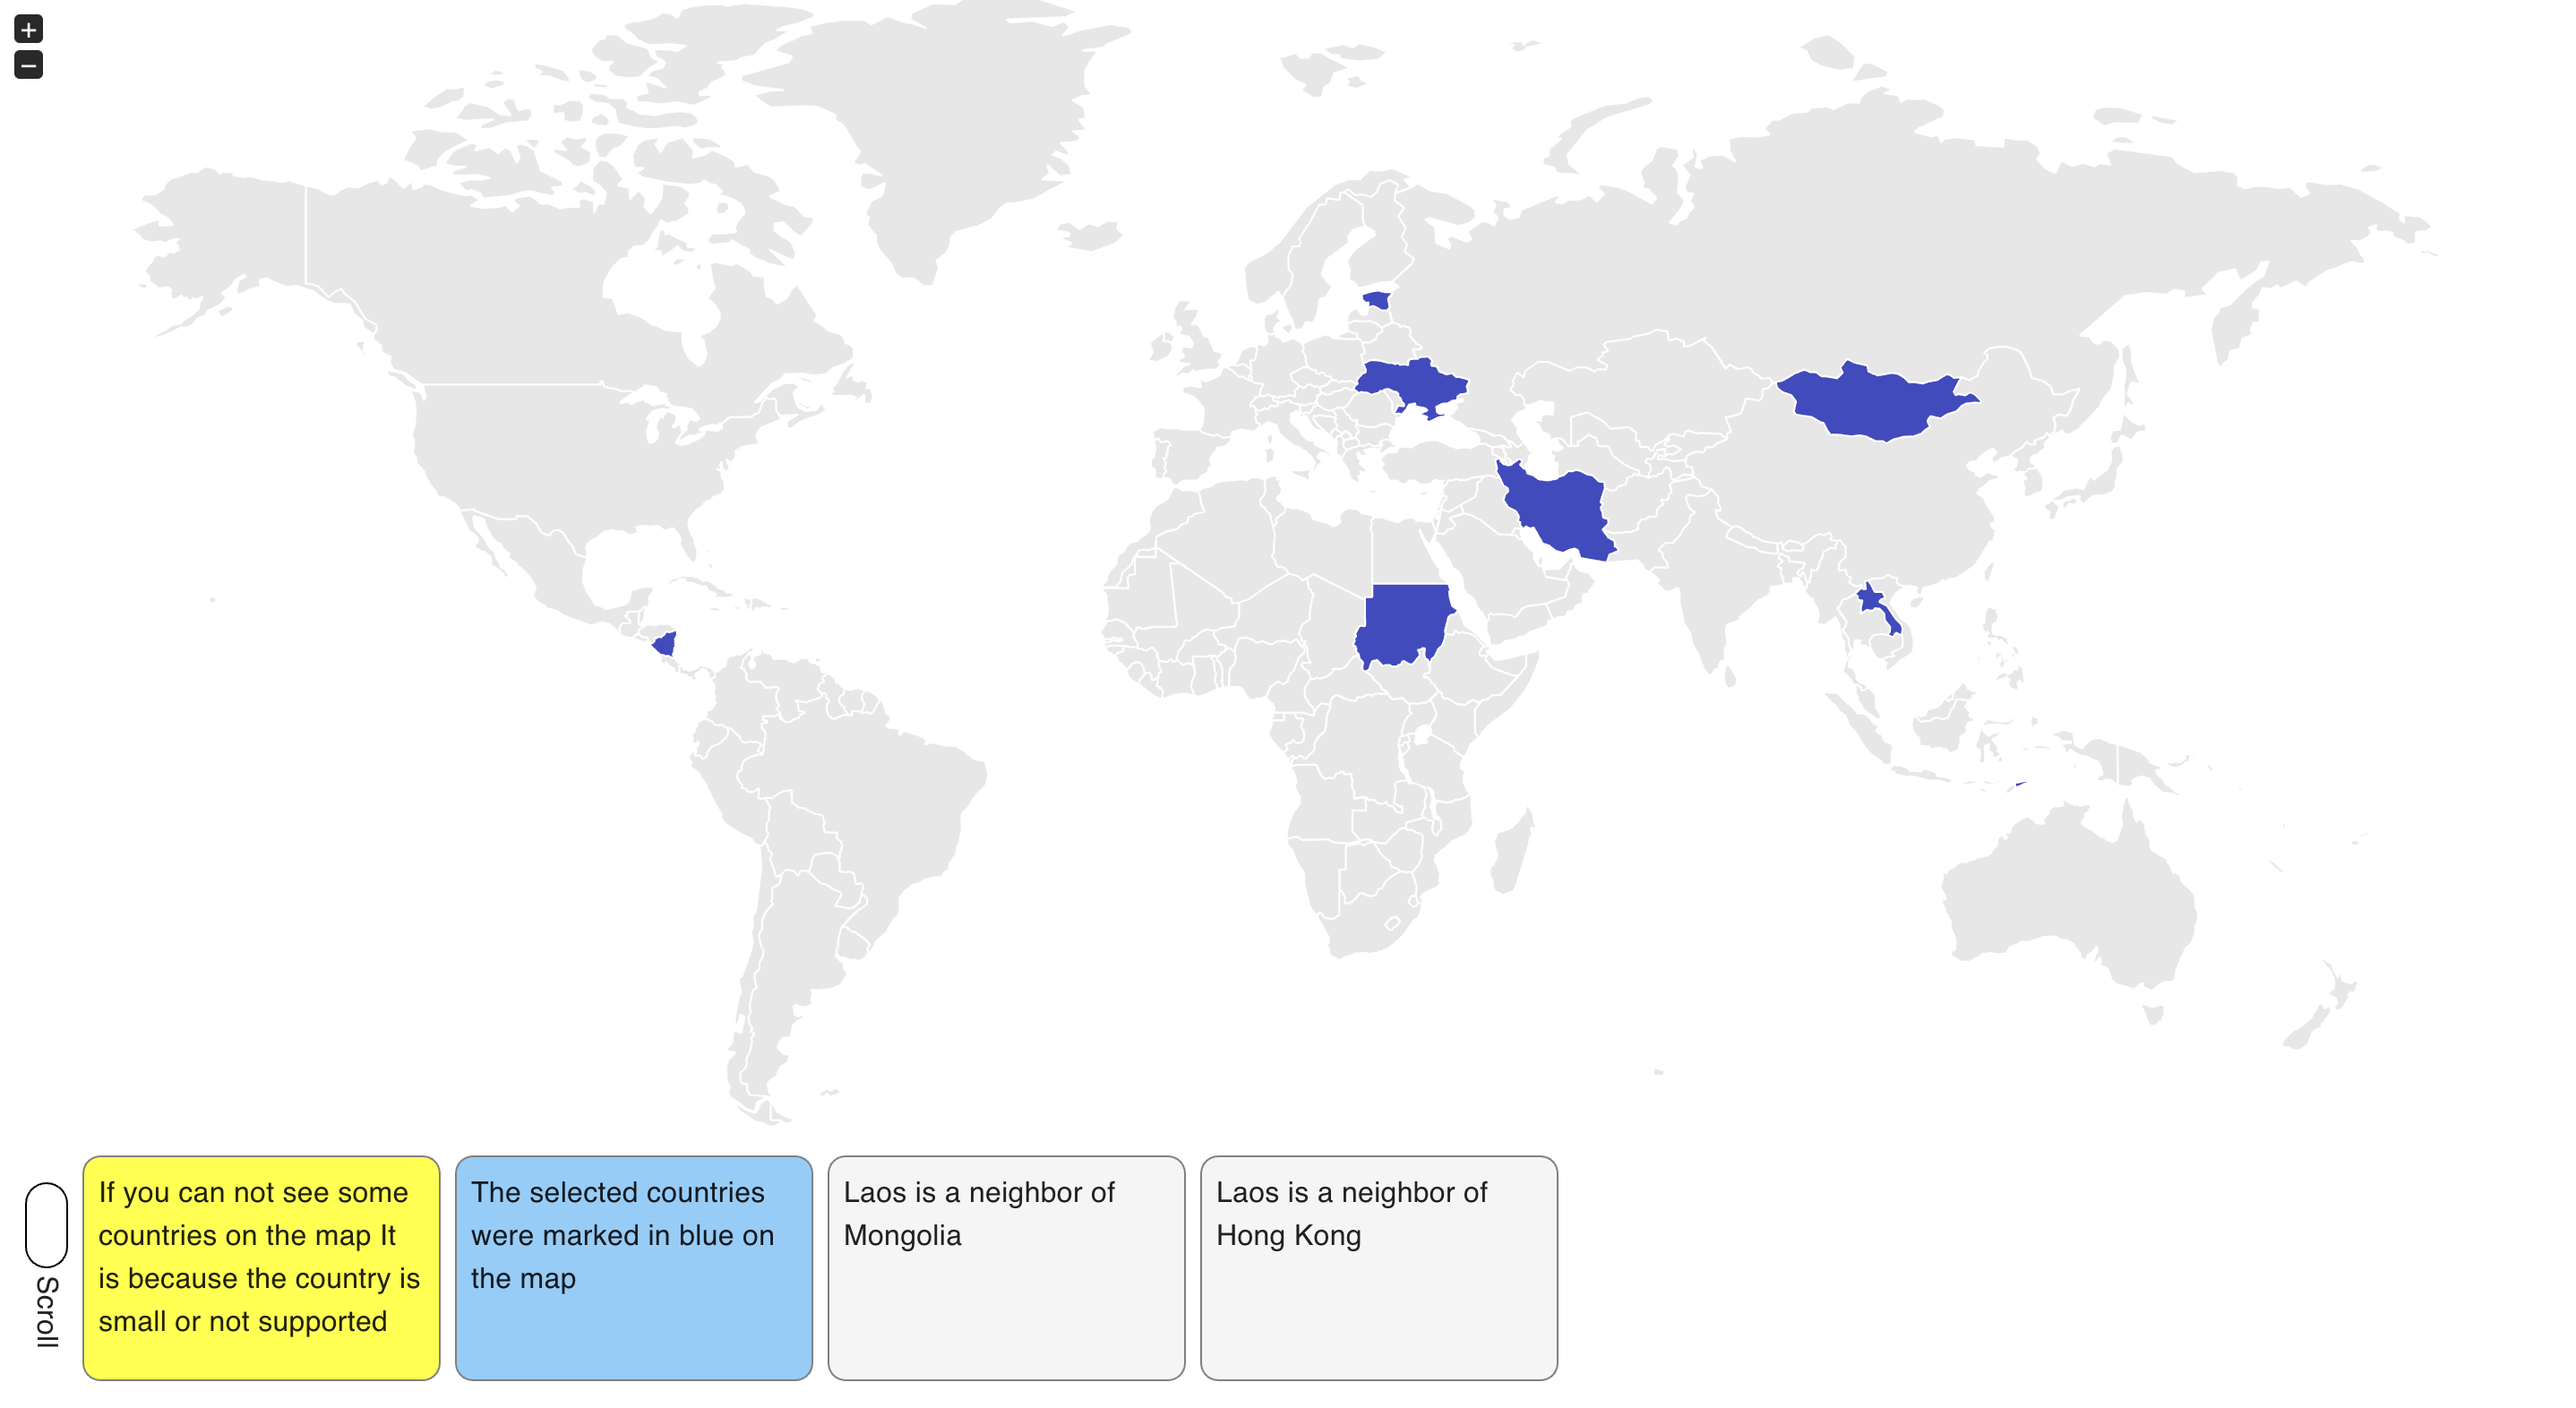 +
−
If you can not see some
countries on the map It
is because the country is
small or not supported
The selected countries
were marked in blue on
the map
Laos is a neighbor of
Mongolia
Laos is a neighbor of
Hong Kong
Scroll